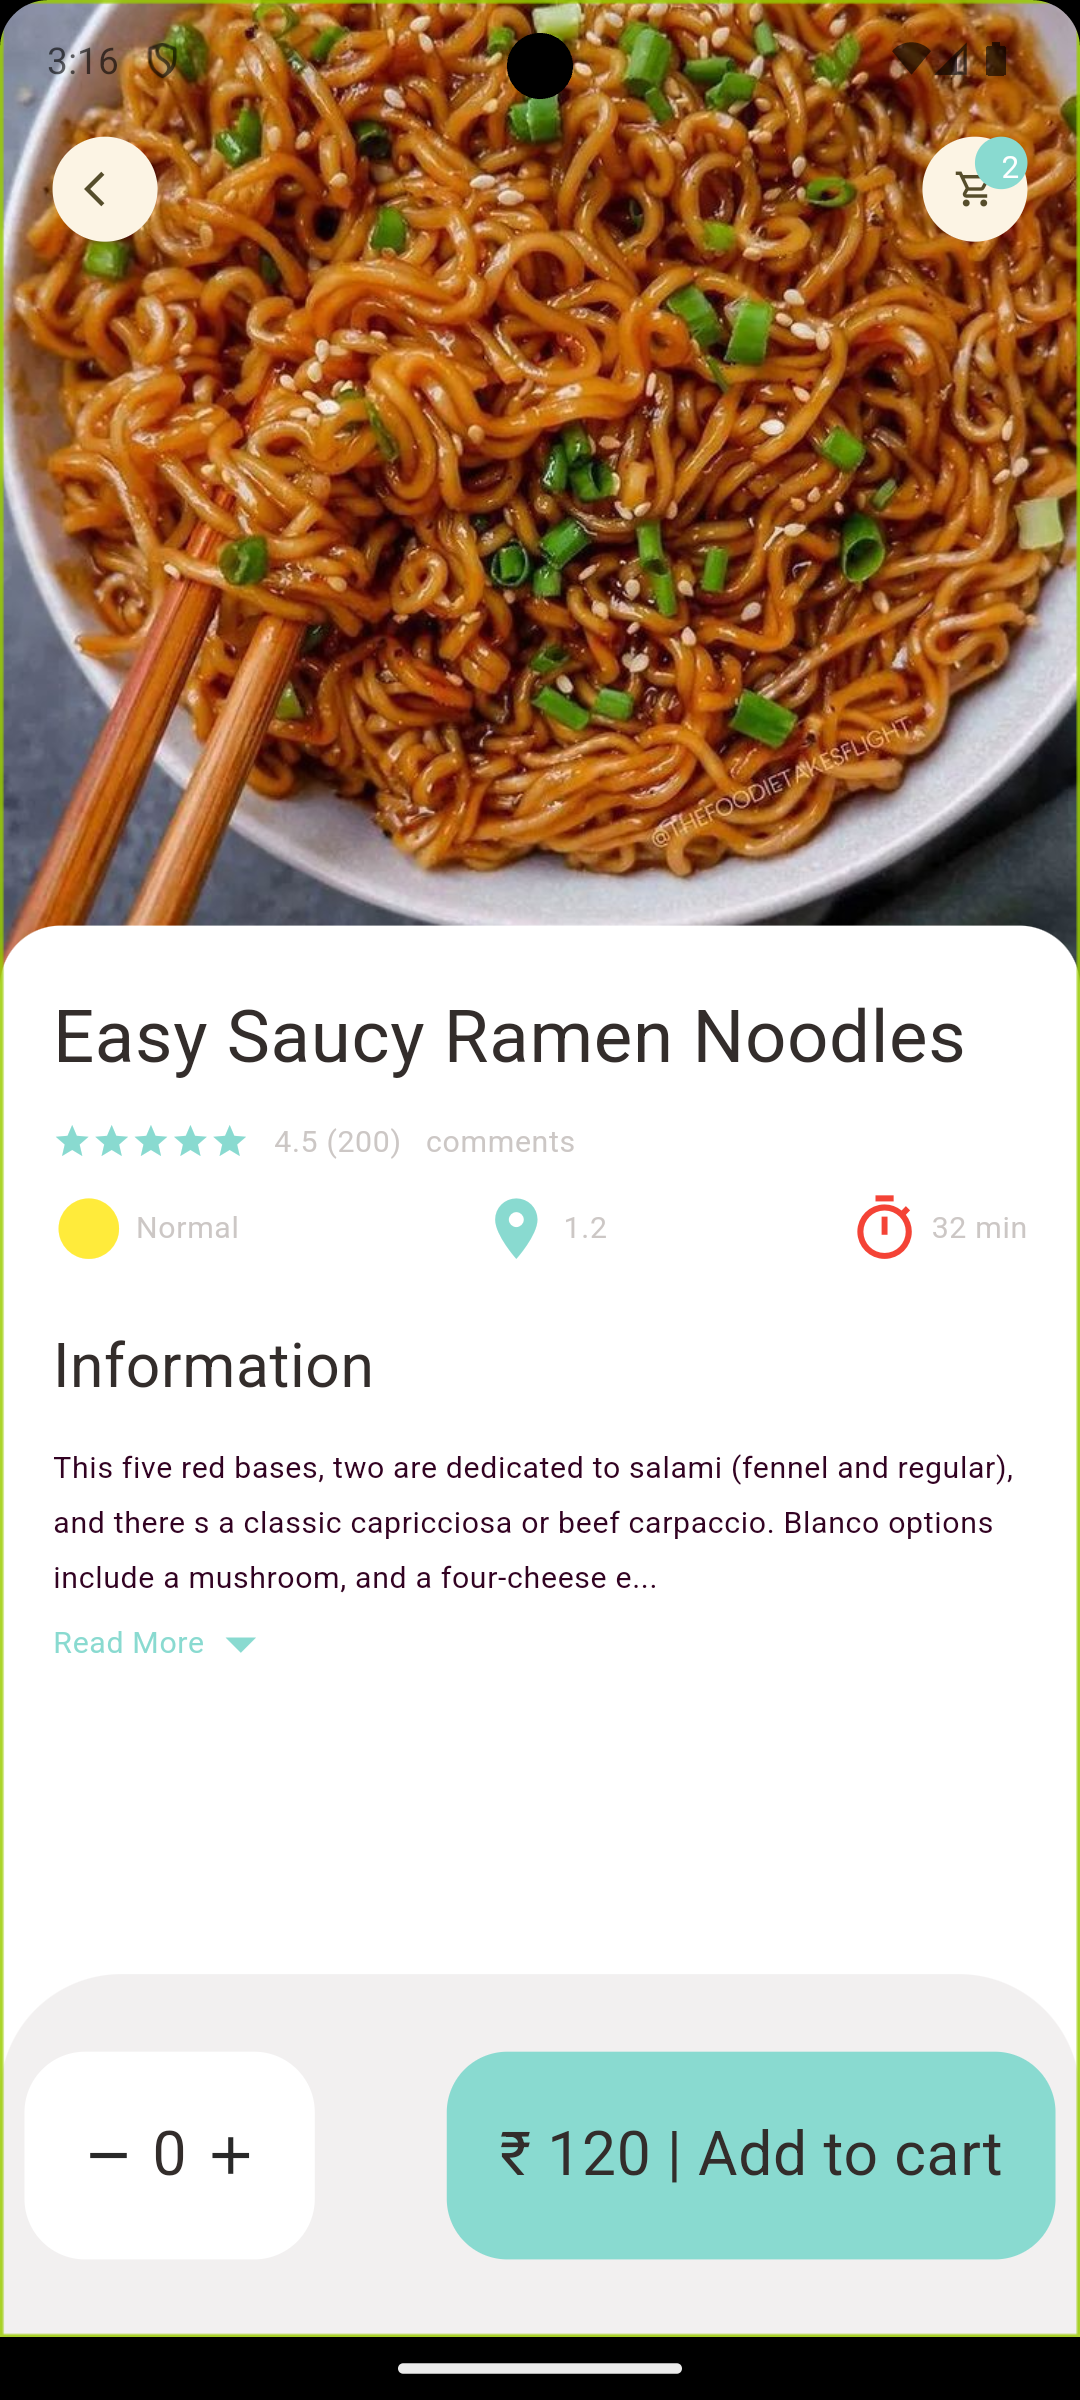 3:16
2
@THEFOODIETAKESFLIGHT
Easy Saucy Ramen Noodles
4.5 (200) comments
Normal 1.2 32 min
Information
This five red bases, two are dedicated to salami (fennel and regular),
and there s a classic capricciosa or beef carpaccio. Blanco options
include a mushroom, and a four-cheese e...
Read More
– 0 + ₹ 120 | Add to cart